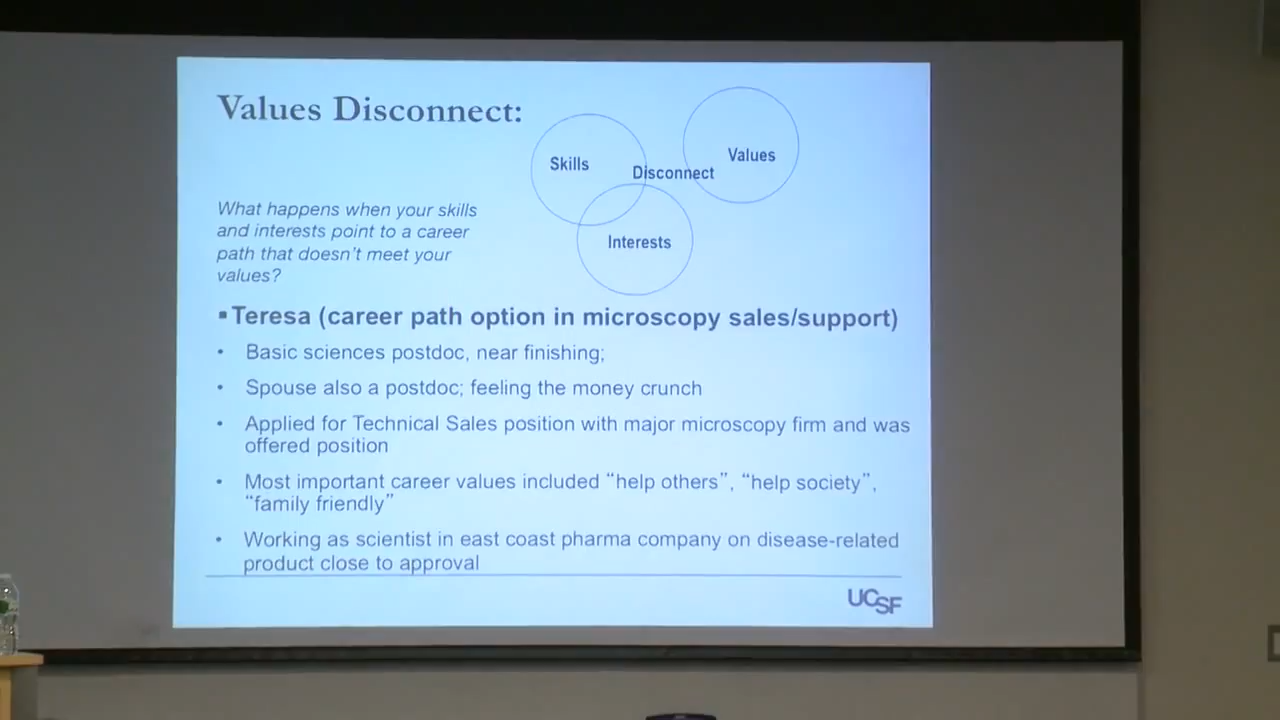 Values Disconnect:
Skills
Disconnect
Values
Interests
What happens when your skills
and interests point to a career
path that doesn't meet your
values?
▪Teresa (career path option in microscopy sales/support)
• Basic sciences postdoc, near finishing;
• Spouse also a postdoc; feeling the money crunch
• Applied for Technical Sales position with major microscopy firm and was
offered position
• Most important career values included “help others”, “help society”,
“family friendly”
• Working as scientist in east coast pharma company on disease-related
product close to approval
UCSF